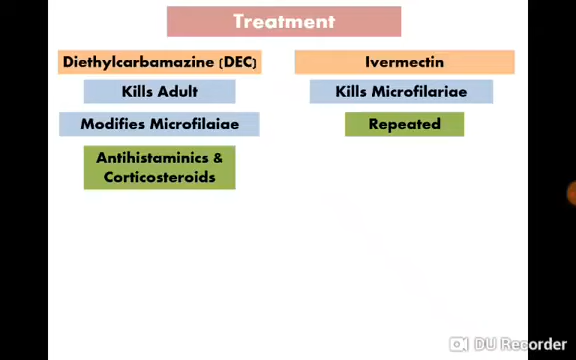 Treatment
Diethylcarbamazine (DEC)
Kills Adult
Modifies Microfilaiae
Antihistaminics &
Corticosteroids
Ivermectin
Kills Microfilariae
Repeated
DU Recorder